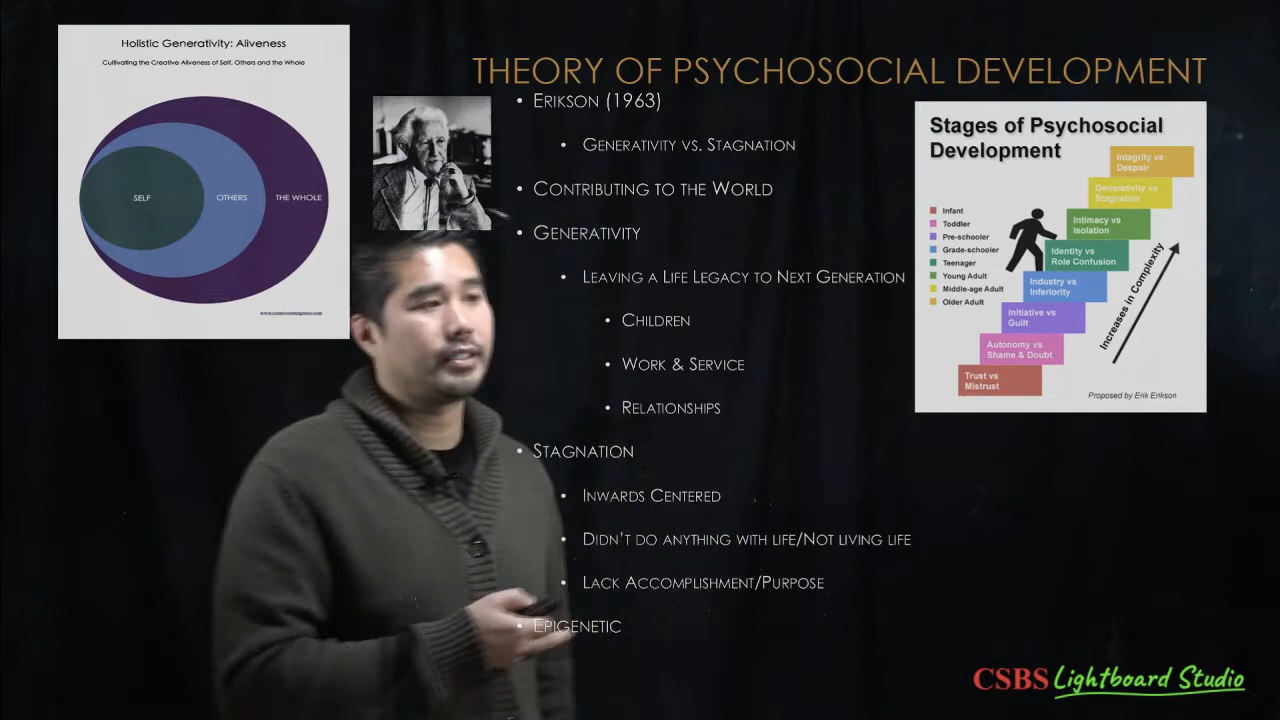 Holistic Generativity: Aliveness
Cultivating the Creative Aliveness of Self, Others and the Whole
SELF
OTHERS
THE WHOLE
THEORY OF PSYCHOSOCIAL DEVELOPMENT
• ERIKSON (1963)
• GENERATIVITY VS. STAGNATION
• CONTRIBUTING TO THE WORLD
• GENERATIVITY
• LEAVING A LIFE LEGACY TO NEXT GENERATION
• CHILDREN
• WORK & SERVICE
• RELATIONSHIPS
• STAGNATION
• INWARDS CENTERED
• DIDN'T DO ANYTHING WITH LIFE/NOT LIVING LIFE
• LACK ACCOMPLISHMENT/PURPOSE
• EPIGENETIC
Stages of Psychosocial
Development
Infant
Toddler
Pre-schooler
Grade-schooler
Teenager
Young Adult
Middle-age Adult
Older Adult
Integrity vs
Despair
Generativity vs
Stagnation
Intimacy vs
Isolation
Identity vs
Role Confusion
Industry vs
Inferiority
Initiative vs
Guilt
Autonomy vs
Shame & Doubt
Trust vs
Mistrust
Increases in Complexity
Proposed by Erik Erikson
CSBS Lightboard Studio